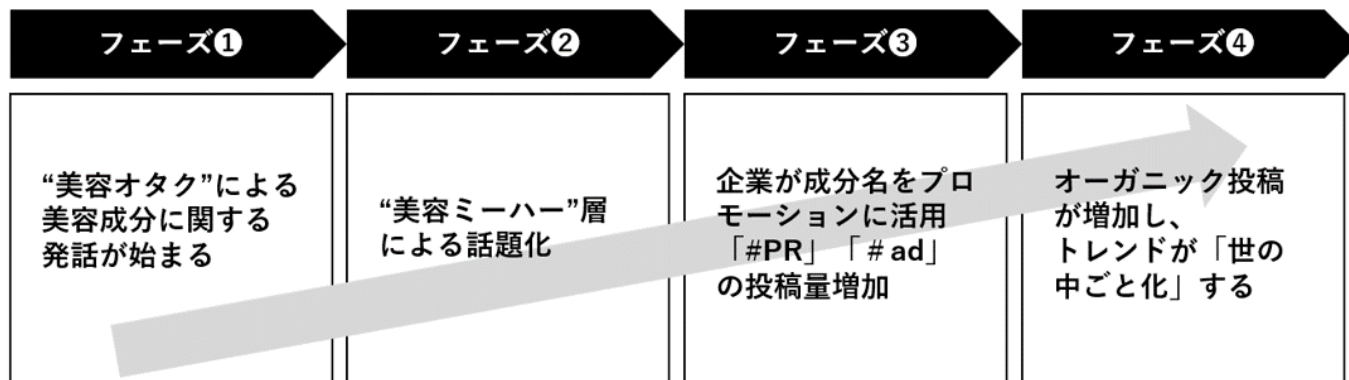 フェーズ❶
フェーズ❷
フェーズ❸
フェーズ❹
“美容オタク”による
美容成分に関する
発話が始まる
“美容ミーハー”層
による話題化
企業が成分名をプロ
モーションに活用
「#PR」「＃ad」
の投稿量増加
オーガニック投稿
が増加し、
トレンドが「世の
中ごと化」する